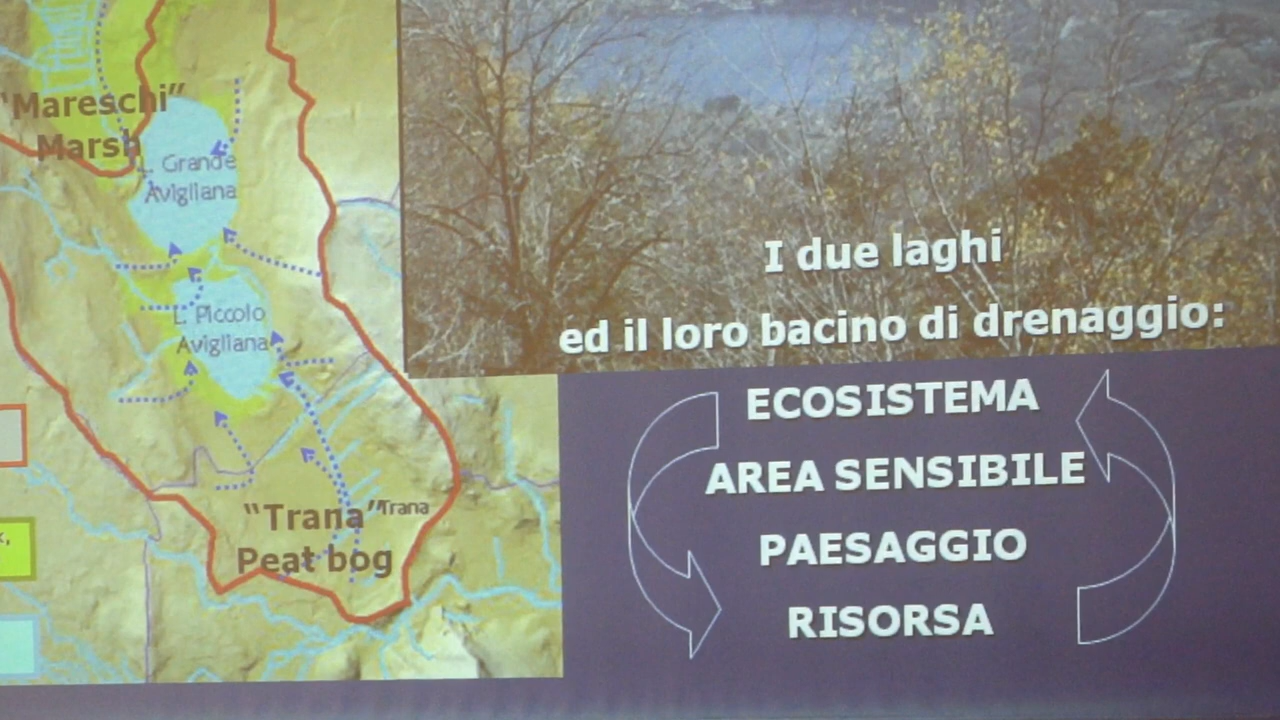 "Mareschi"
Marsh
L. Grande
Avigliana
L. Piccolo
Avigliana
"Trana"
Trana
Peat bog
I due laghi
ed il loro bacino di drenaggio:
ECOSISTEMA
AREA SENSIBILE
PAESAGGIO
RISORSA